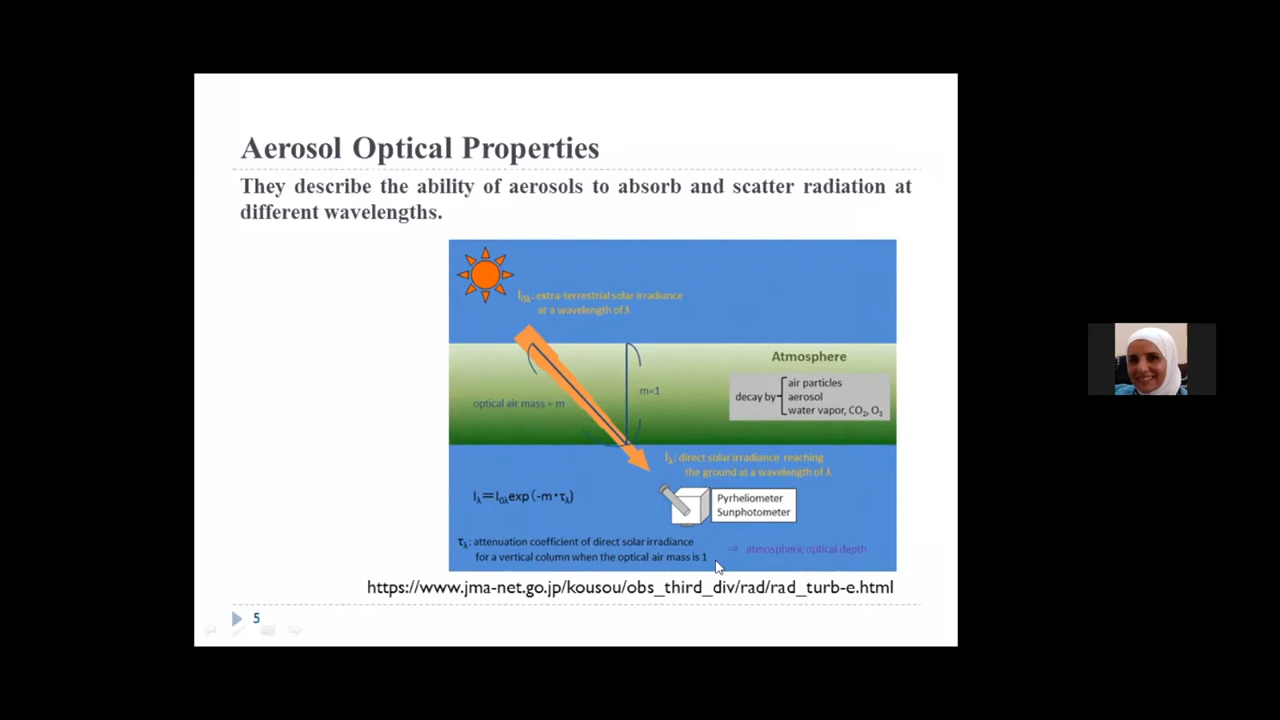 Aerosol Optical Properties
They describe the ability of aerosols to absorb and scatter radiation at
different wavelengths.
I₀λ: extra-terrestrial solar irradiance
at a wavelength of λ
Atmosphere
optical air mass = m
m=1
decay by
air particles
aerosol
water vapor, CO₂, O₃
Iλ: direct solar irradiance reaching
the ground at a wavelength of λ
Iλ=I₀λexp(-m・τλ)
Pyrheliometer
Sunphotometer
τλ: attenuation coefficient of direct solar irradiance
for a vertical column when the optical air mass is 1
⇒ atmospheric optical depth
https://www.jma-net.go.jp/kousou/obs_third_div/rad/rad_turb-e.html
5